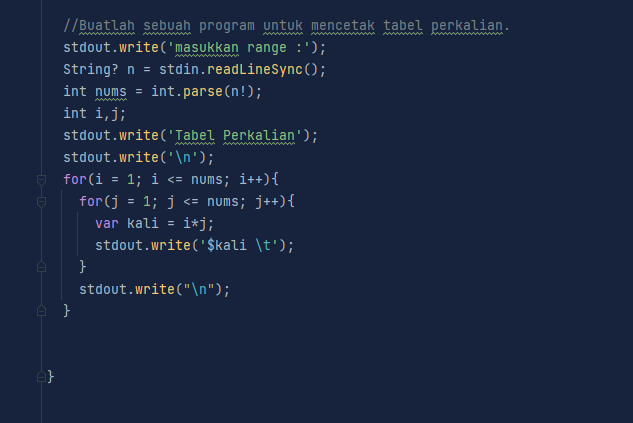 //Buatlah sebuah program untuk mencetak tabel perkalian.
stdout.write('masukkan range :');
String? n = stdin.readLineSync();
int nums = int.parse(n!);
int i,j;
stdout.write('Tabel Perkalian');
stdout.write('\n');
for(i = 1; i <= nums; i++){
for(j = 1; j <= nums; j++){
var kali = i*j;
stdout.write('$kali \t');
}
stdout.write("\n");
}
}